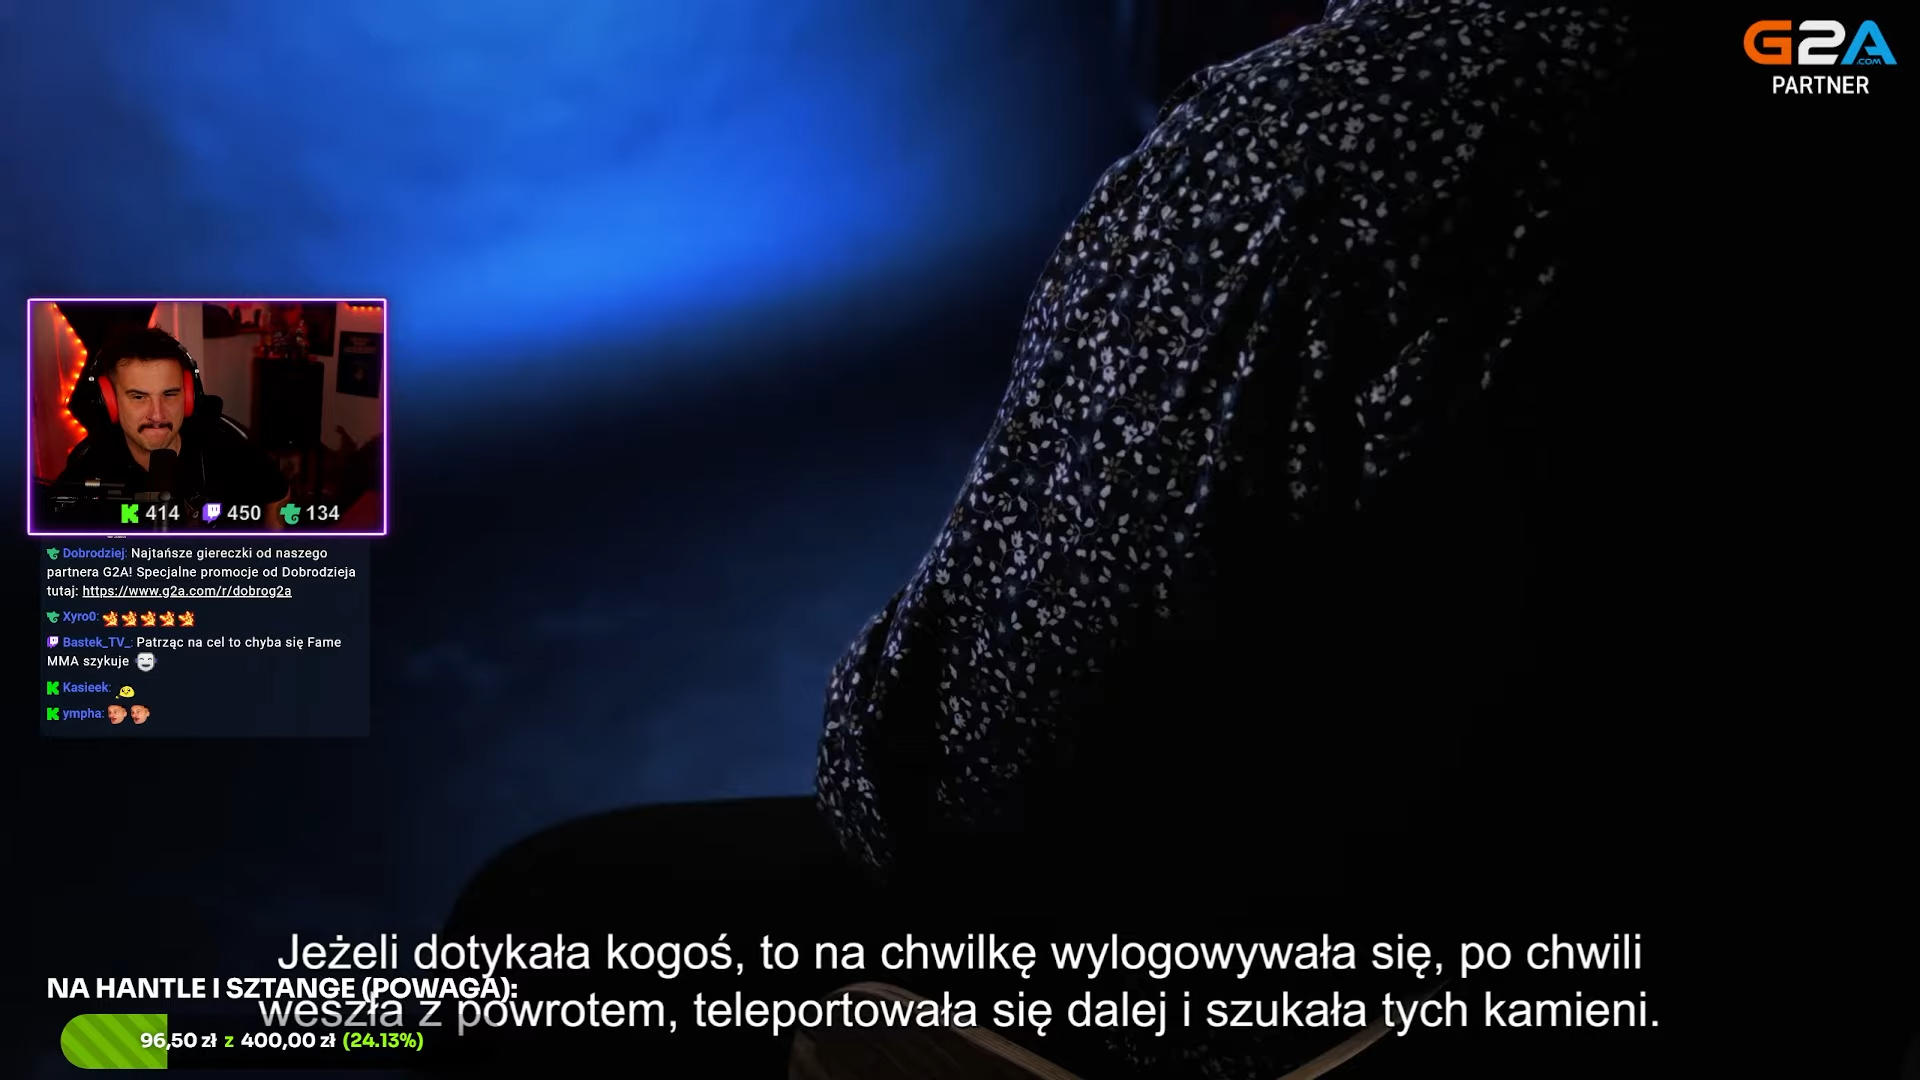 G2A
.COM
PARTNER
414 450 134
Dobrodziej: Najtańsze giereczki od naszego
partnera G2A! Specjalne promocje od Dobrodzieja
tutaj: https://www.g2a.com/r/dobrog2a
Xyro0:
Bastek_TV_: Patrząc na cel to chyba się Fame
MMA szykuje
Kasieek:
ympha:
Jeżeli dotykała kogoś, to na chwilkę wylogowywała się, po chwili
weszła z powrotem, teleportowała się dalej i szukała tych kamieni.
NA HANTLE I SZTANGE (POWAGA):
96,50 zł z 400,00 zł (24.13%)